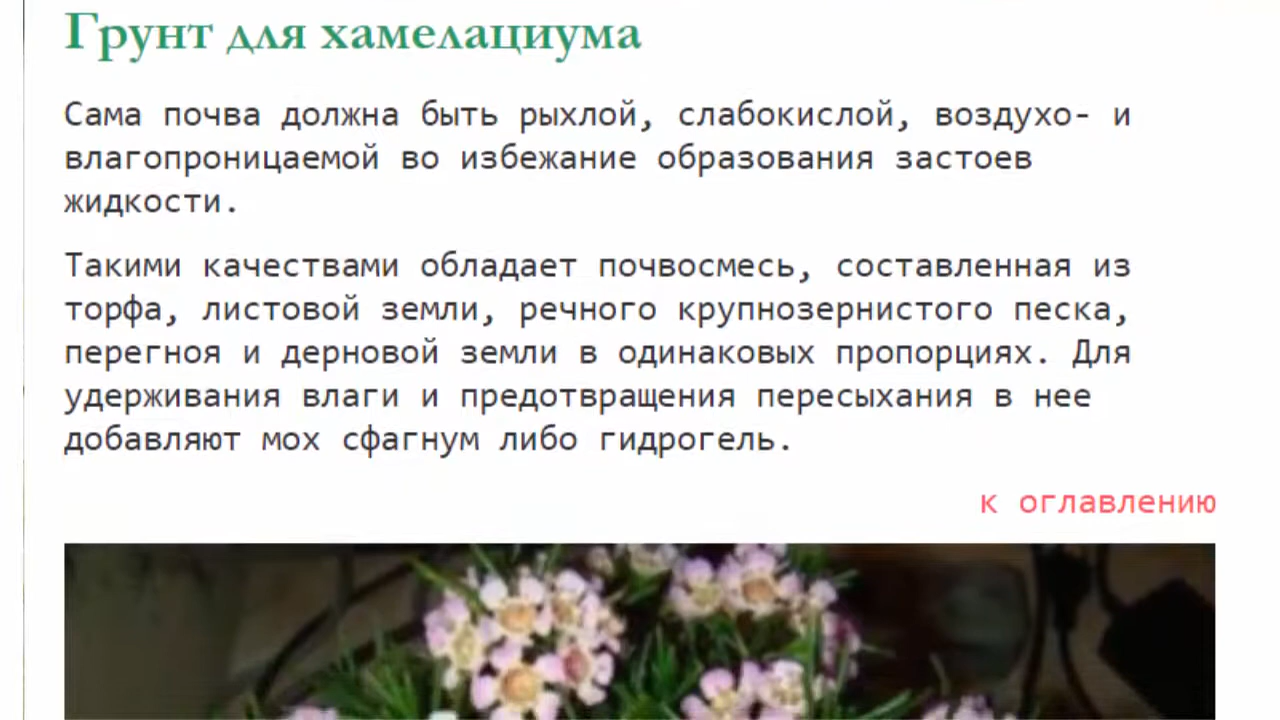 Грунт для хамелациума
Сама почва должна быть рыхлой, слабокислой, воздухо- и
влагопроницаемой во избежание образования застоев
жидкости.
Такими качествами обладает почвосмесь, составленная из
торфа, листовой земли, речного крупнозернистого песка,
перегноя и дерновой земли в одинаковых пропорциях. Для
удерживания влаги и предотвращения пересыхания в нее
добавляют мох сфагнум либо гидрогель.
к оглавлению